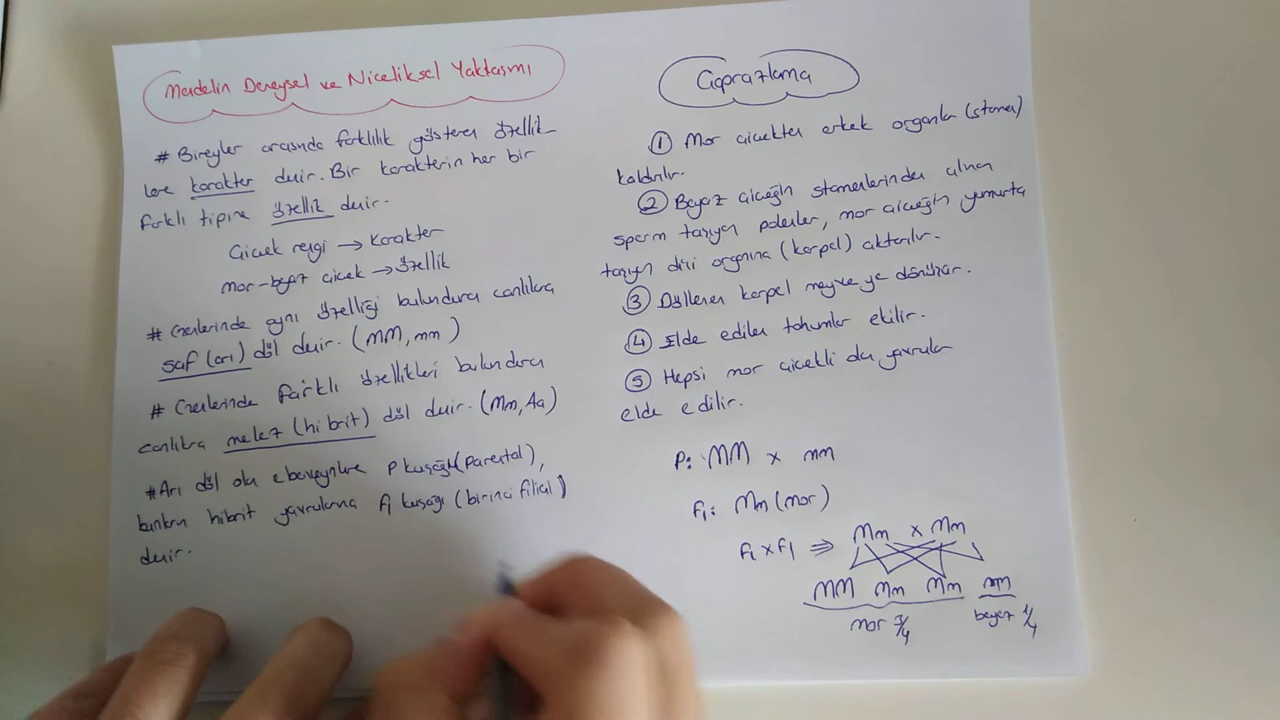 Mendelin Deneysel ve Niceliksel Yaklaşımı
# Bireyler arasında farklılık gösteren özellik-
lere karakter denir. Bir karakterin her bir
farklı tipine özellik denir.
Çiçek rengi → Karakter
mor-beyaz çiçek → özellik
# Genlerinde aynı özelliği bulunduran canlılara
saf (arı) döl denir. (MM, mm)
# Genlerinde farklı özellikleri bulunduran
canlılara melez (hibrit) döl denir. (Mm, Aa)
# Arı döl olan ebeveynlere P kuşağı (Parental),
bunların hibrit yavrularına F1 kuşağı (birinci filial)
denir.
Çaprazlama
① Mor çiçekten erkek organlar (stamen)
kaldırılır.
② Beyaz çiçeğin stamenlerinden alınan
sperm taşıyan polenler, mor çiçeğin yumurta
taşıyan dişi organına (karpel) aktarılır.
③ Döllenen karpel meyveye dönüşür.
④ Elde edilen tohumlar ekilir.
⑤ Hepsi mor çiçekli olan yavrular
elde edilir.
P: MM x mm
F1: Mm (mor)
F1 x F1 ⇒ Mm x Mm
MM Mm Mm mm
mor 3/4 beyaz 1/4